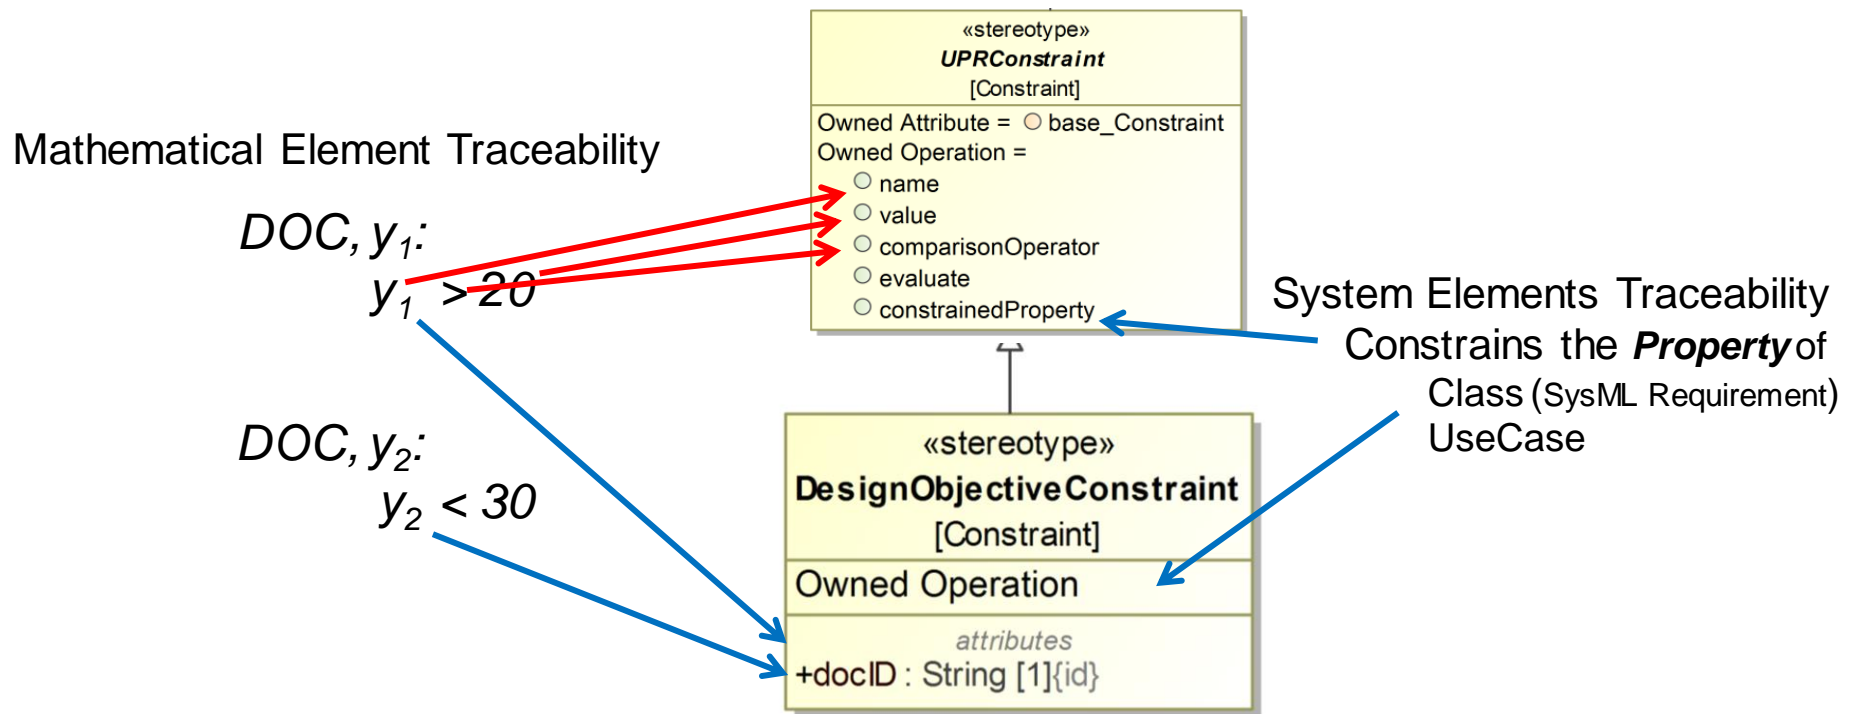 «stereotype»
UPRConstraint
[Constraint]
Owned Attribute = base_Constraint
Owned Operation =
name
value
comparisonOperator
evaluate
constrainedProperty
Mathematical Element Traceability
DOC, y₁:
y₁ > 20
DOC, y₂:
y₂ < 30
System Elements Traceability
Constrains the Property of
Class (SysML Requirement)
UseCase
«stereotype»
DesignObjectiveConstraint
[Constraint]
Owned Operation
attributes
+docID : String [1]{id}